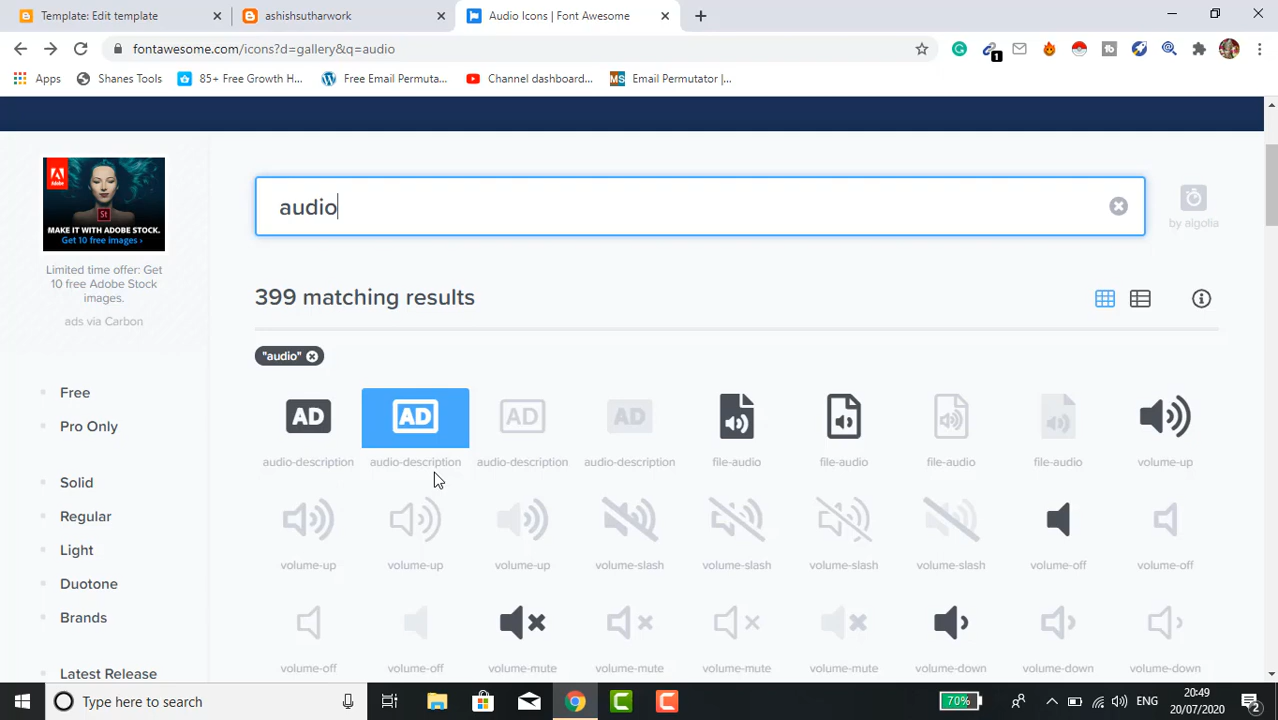 Template: Edit template
ashishsutharwork
Audio Icons | Font Awesome
fontawesome.com/icons?d=gallery&q=audio
1
Apps
Shanes Tools
85+ Free Growth H...
Free Email Permuta...
Channel dashboard...
MS
Email Permutator |...
St
MAKE IT WITH ADOBE STOCK.
Get 10 free images ›
Limited time offer: Get
10 free Adobe Stock
images.
ads via Carbon
audio
by algolia
399 matching results
"audio"
Free
Pro Only
Solid
Regular
Light
Duotone
Brands
Latest Release
AD AD AD AD
audio-description audio-description audio-description audio-description file-audio file-audio file-audio file-audio volume-up
volume-up volume-up volume-up volume-slash volume-slash volume-slash volume-slash volume-off volume-off
volume-off volume-off volume-mute volume-mute volume-mute volume-mute volume-down volume-down volume-down
Type here to search
70%
ENG
20:49
20/07/2020
2